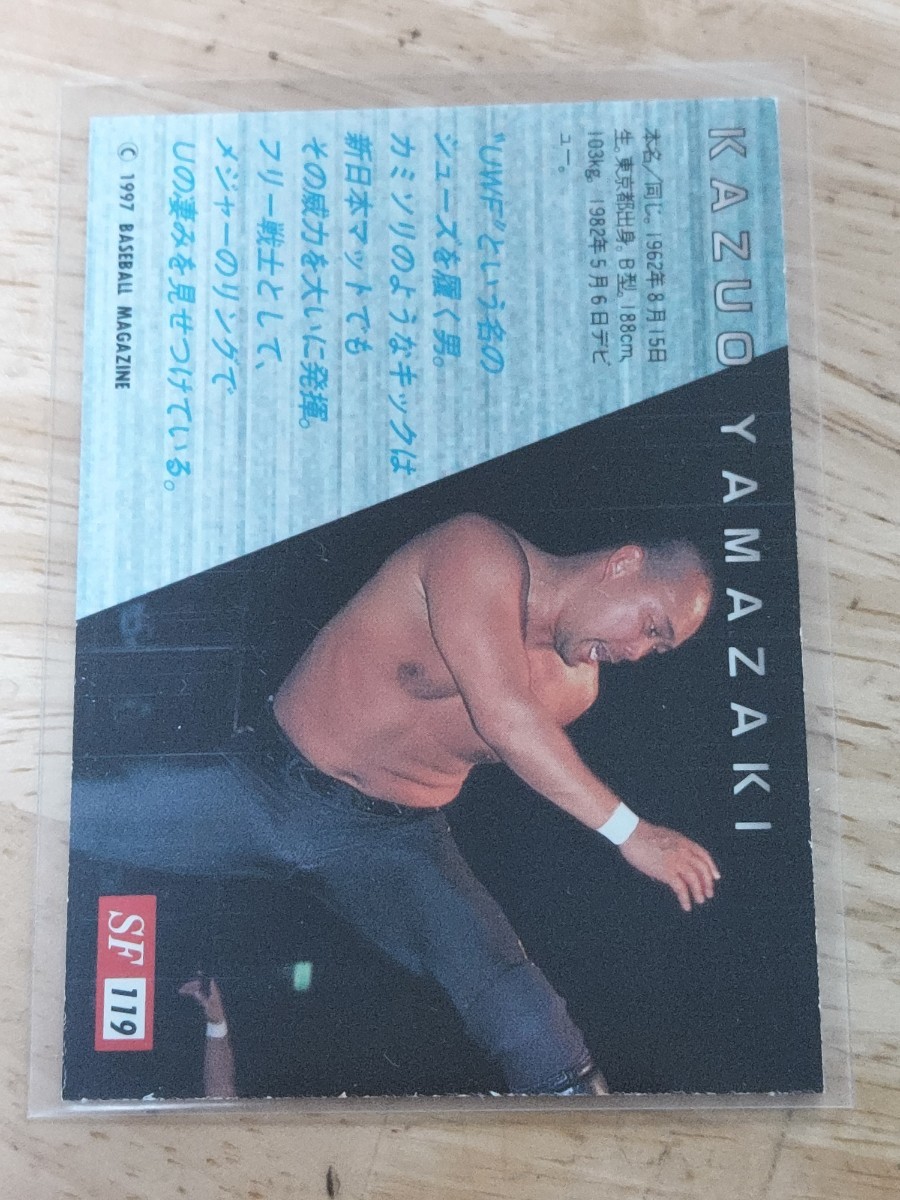 KAZUO YAMAZAKI
本名/同じ。1962年8月15日
生。東京都出身。B型。188cm、
103kg。1982年5月6日デビ
ュー。
"UWF"という名の
シューズを履く男。
カミソリのようなキックは
新日本マットでも
その威力を大いに発揮。
フリー戦士として、
メジャーのリングで
Uの凄みを見せつけている。
© 1997 BASEBALL MAGAZINE
SF 119